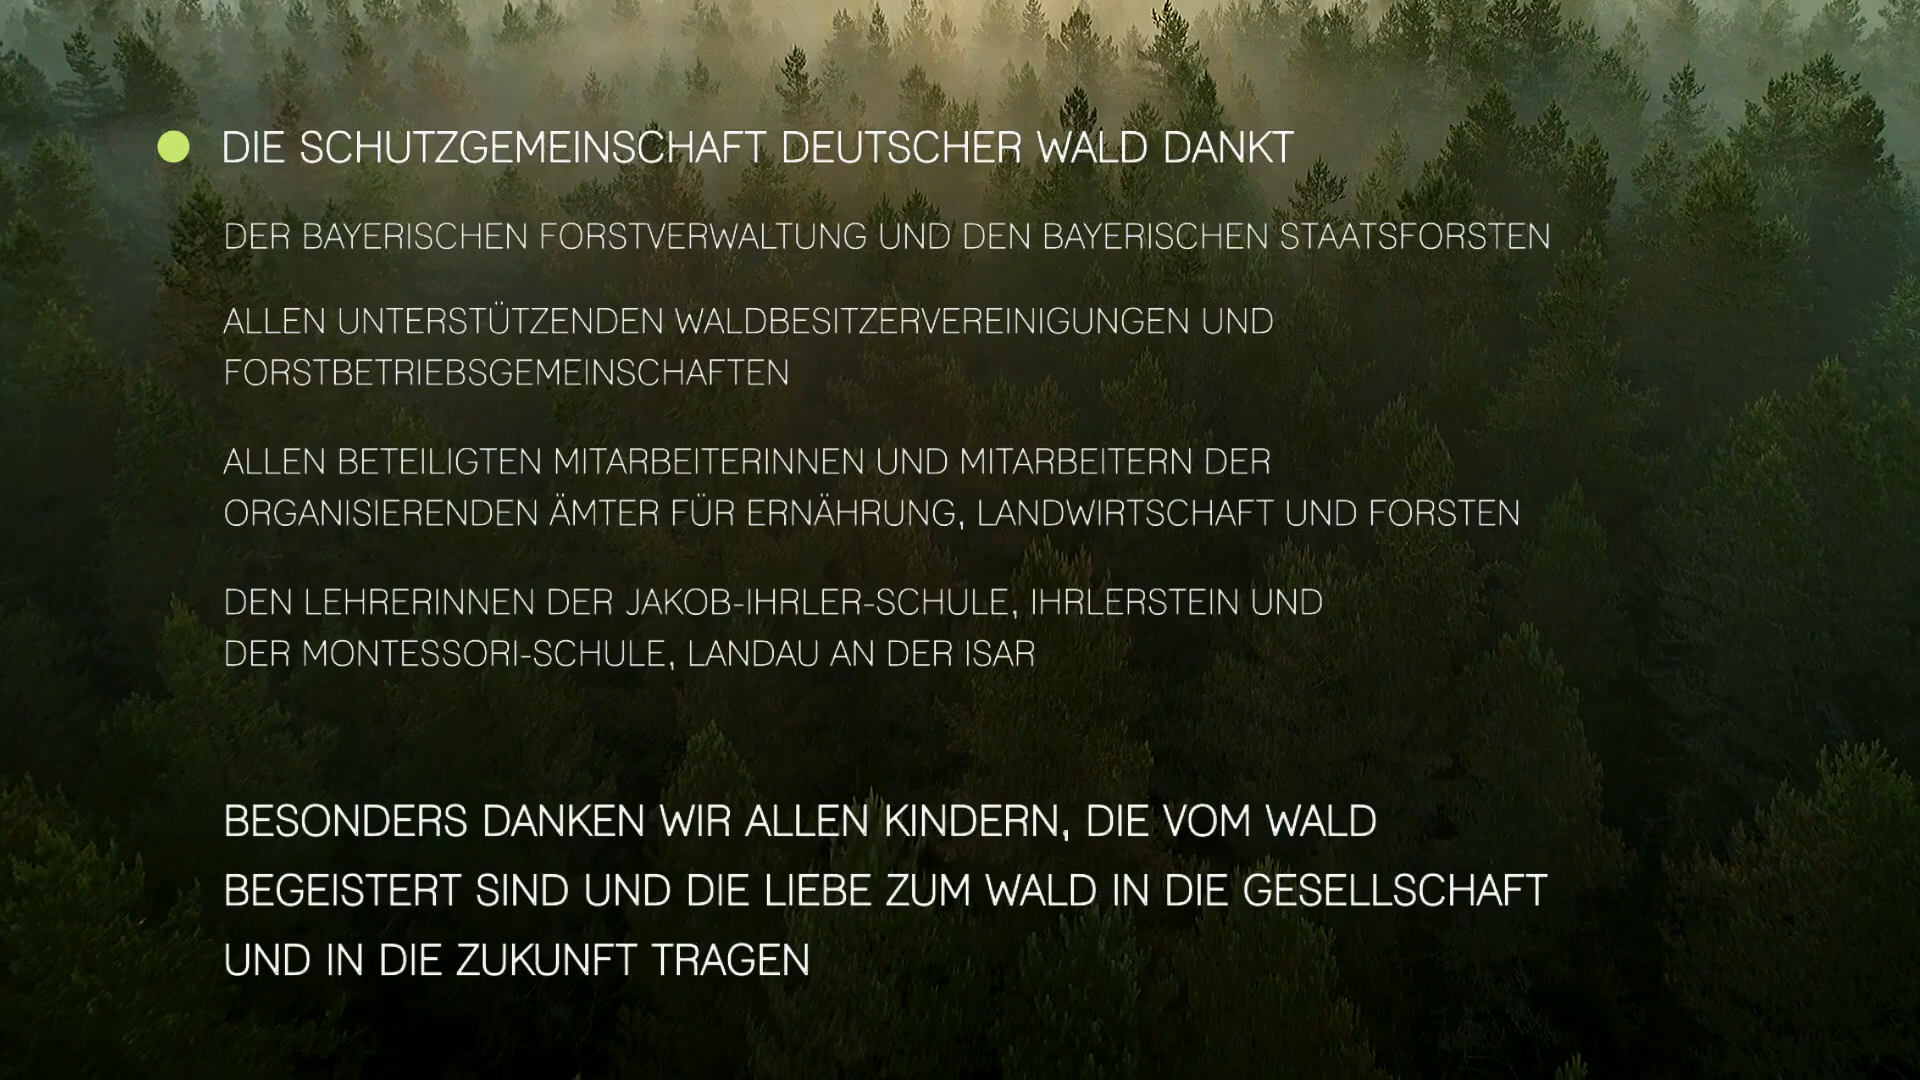 DIE SCHUTZGEMEINSCHAFT DEUTSCHER WALD DANKT
DER BAYERISCHEN FORSTVERWALTUNG UND DEN BAYERISCHEN STAATSFORSTEN
ALLEN UNTERSTÜTZENDEN WALDBESITZERVEREINIGUNGEN UND
FORSTBETRIEBSGEMEINSCHAFTEN
ALLEN BETEILIGTEN MITARBEITERINNEN UND MITARBEITERN DER
ORGANISIERENDEN ÄMTER FÜR ERNÄHRUNG, LANDWIRTSCHAFT UND FORSTEN
DEN LEHRERINNEN DER JAKOB-IHRLER-SCHULE, IHRLERSTEIN UND
DER MONTESSORI-SCHULE, LANDAU AN DER ISAR
BESONDERS DANKEN WIR ALLEN KINDERN, DIE VOM WALD
BEGEISTERT SIND UND DIE LIEBE ZUM WALD IN DIE GESELLSCHAFT
UND IN DIE ZUKUNFT TRAGEN